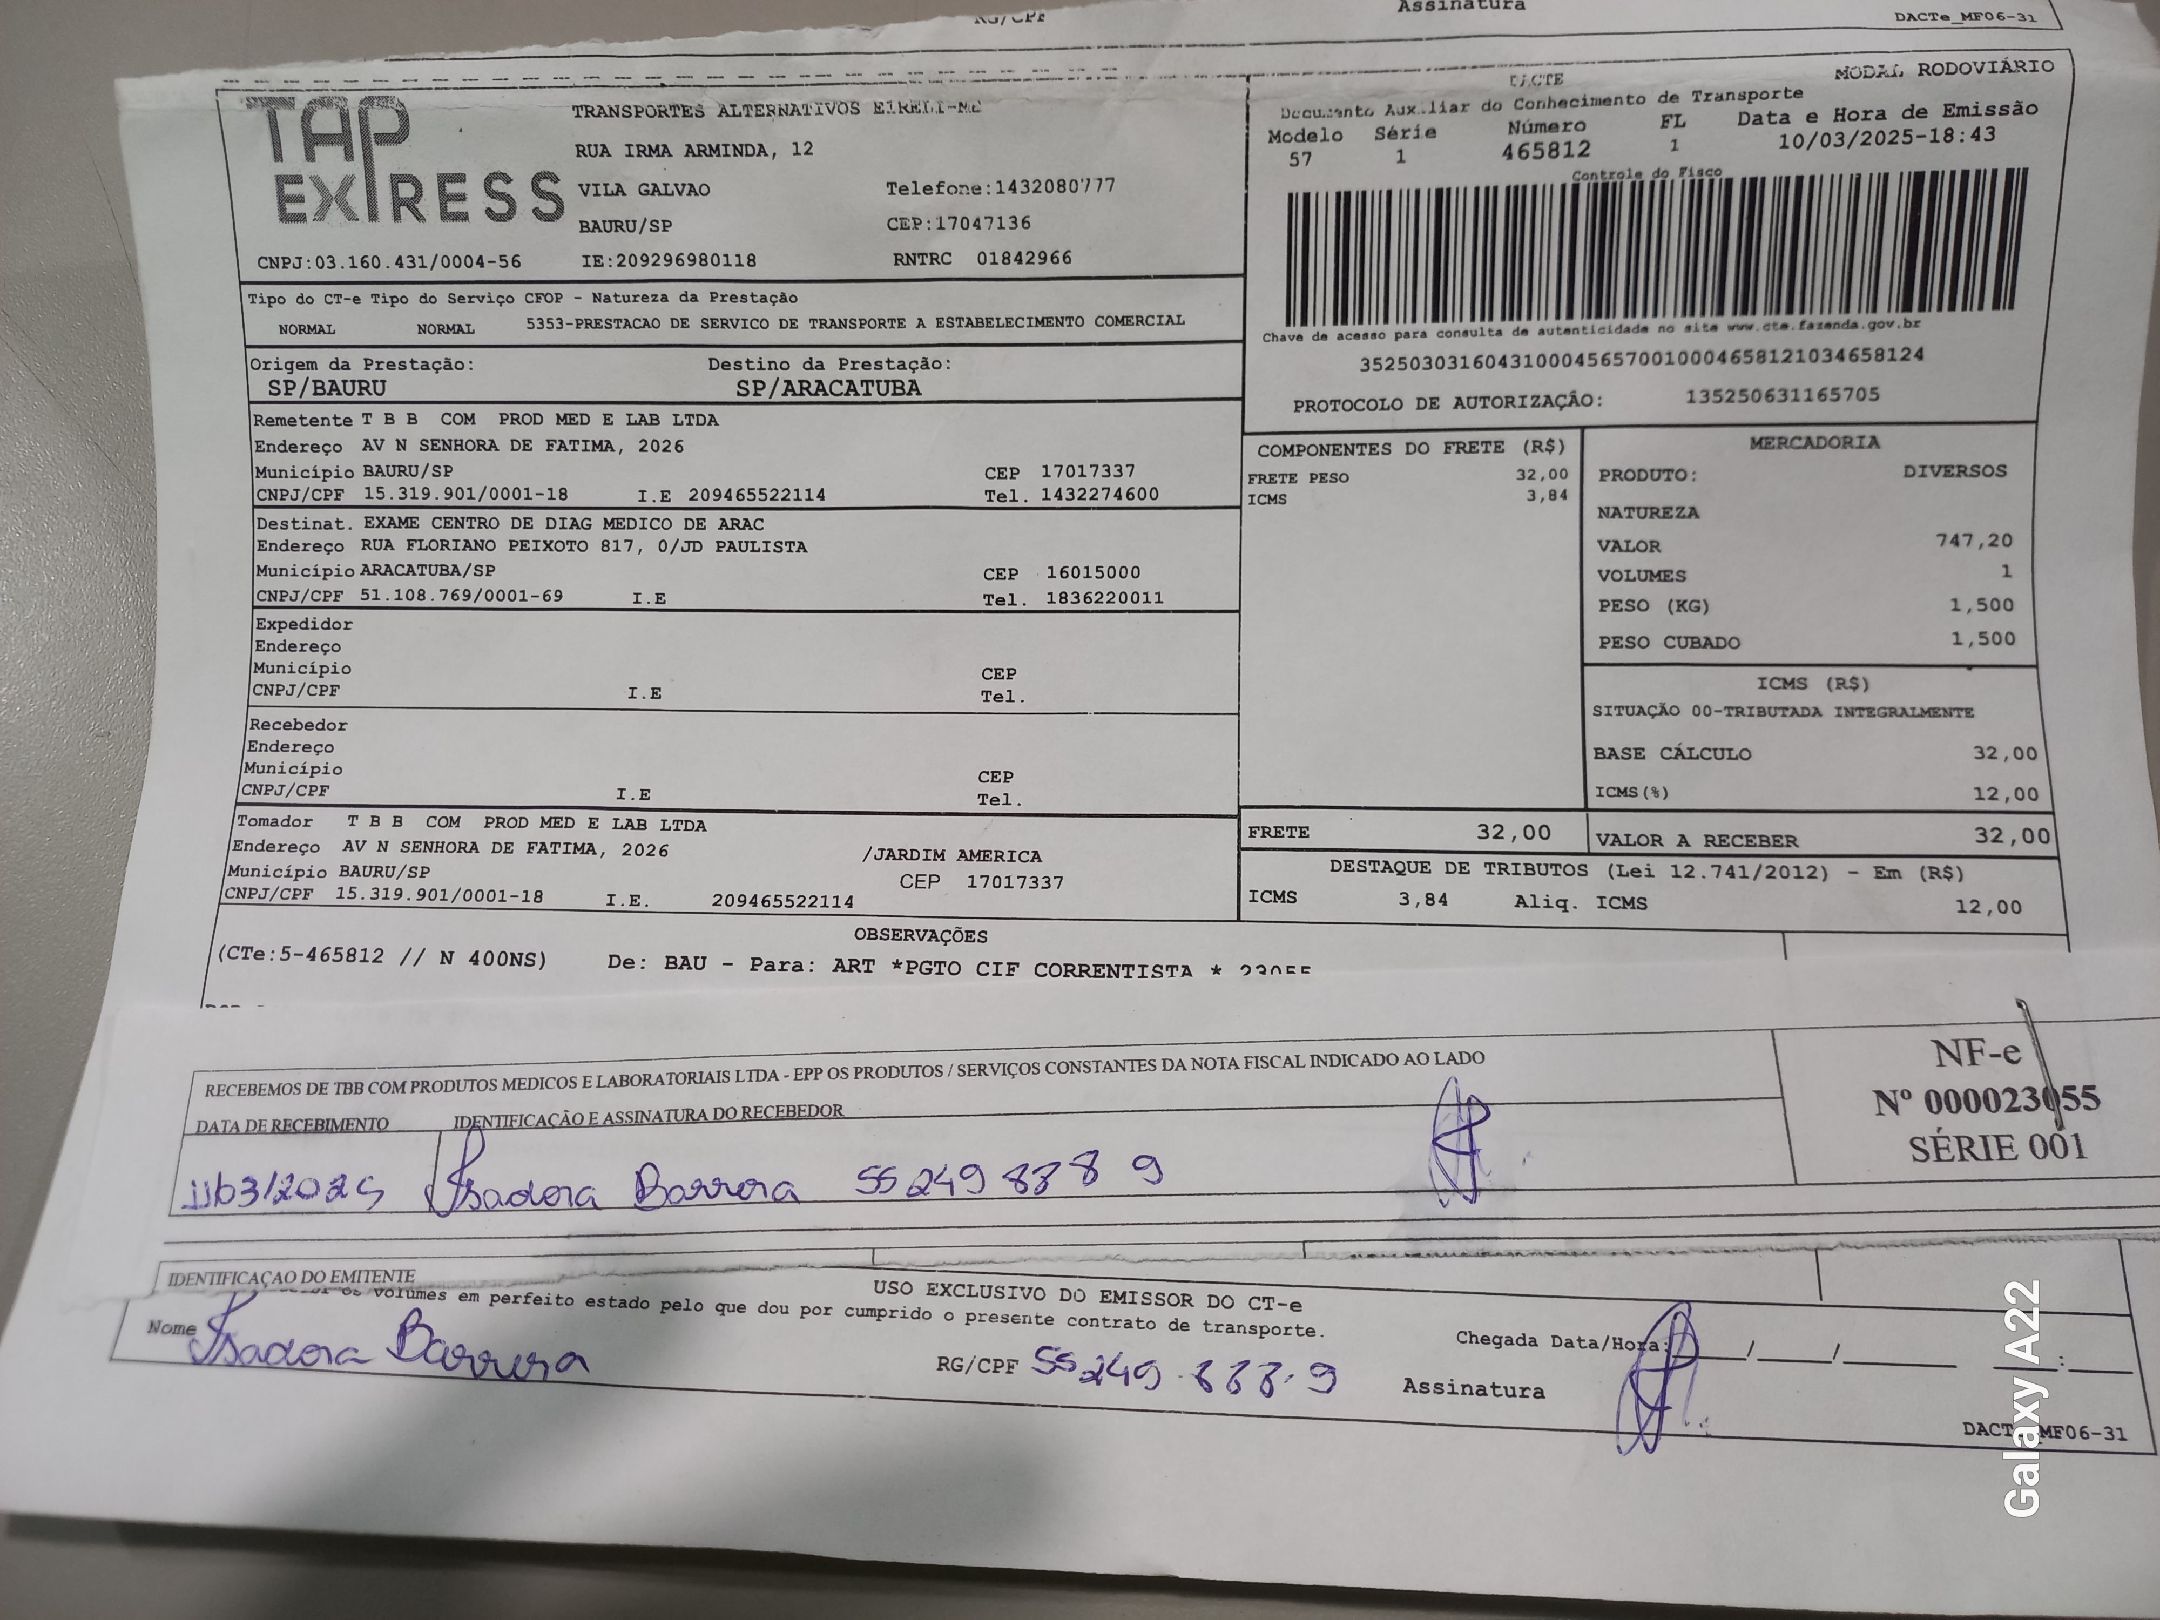 Assinatura
RG/CPF
DACTe_MF06-31
TAP EXPRESS
TRANSPORTES ALTERNATIVOS EIRELI-ME
RUA IRMA ARMINDA, 12
VILA GALVAO Telefone:1432080777
BAURU/SP CEP:17047136
CNPJ:03.160.431/0004-56 IE:209296980118 RNTRC 01842966
DACTE MODAL RODOVIÁRIO
Documento Auxiliar do Conhecimento de Transporte
Modelo Série Número FL Data e Hora de Emissão
57 1 465812 1 10/03/2025-18:43
Controle do Fisco
Chave de acesso para consulta de autenticidade no site www.cte.fazenda.gov.br
35250303160431000456570010004658121034658124
PROTOCOLO DE AUTORIZAÇÃO: 135250631165705
Tipo do CT-e Tipo do Serviço CFOP - Natureza da Prestação
NORMAL NORMAL 5353-PRESTACAO DE SERVICO DE TRANSPORTE A ESTABELECIMENTO COMERCIAL
Origem da Prestação: Destino da Prestação:
SP/BAURU SP/ARACATUBA
Remetente T B B COM PROD MED E LAB LTDA
Endereço AV N SENHORA DE FATIMA, 2026
Município BAURU/SP CEP 17017337
CNPJ/CPF 15.319.901/0001-18 I.E 209465522114 Tel. 1432274600
Destinat. EXAME CENTRO DE DIAG MEDICO DE ARAC
Endereço RUA FLORIANO PEIXOTO 817, 0/JD PAULISTA
Município ARACATUBA/SP CEP 16015000
CNPJ/CPF 51.108.769/0001-69 I.E Tel. 1836220011
Expedidor
Endereço
Município CEP
CNPJ/CPF I.E Tel.
Recebedor
Endereço
Município CEP
CNPJ/CPF I.E Tel.
Tomador T B B COM PROD MED E LAB LTDA
Endereço AV N SENHORA DE FATIMA, 2026 /JARDIM AMERICA
Município BAURU/SP CEP 17017337
CNPJ/CPF 15.319.901/0001-18 I.E. 209465522114
COMPONENTES DO FRETE (R$)
FRETE PESO 32,00
ICMS 3,84
MERCADORIA
PRODUTO: DIVERSOS
NATUREZA
VALOR 747,20
VOLUMES 1
PESO (KG) 1,500
PESO CUBADO 1,500
ICMS (R$)
SITUAÇÃO 00-TRIBUTADA INTEGRALMENTE
BASE CÁLCULO 32,00
ICMS(%) 12,00
FRETE 32,00 VALOR A RECEBER 32,00
DESTAQUE DE TRIBUTOS (Lei 12.741/2012) - Em (R$)
ICMS 3,84 Aliq. ICMS 12,00
OBSERVAÇÕES
(CTe:5-465812 // N 400NS) De: BAU - Para: ART *PGTO CIF CORRENTISTA * 23055
RECEBEMOS DE TBB COM PRODUTOS MEDICOS E LABORATORIAIS LTDA - EPP OS PRODUTOS / SERVIÇOS CONSTANTES DA NOTA FISCAL INDICADO AO LADO
DATA DE RECEBIMENTO IDENTIFICAÇÃO E ASSINATURA DO RECEBEDOR
Isadora Barrera 55 249 888 9
NF-e
Nº 000023055
SÉRIE 001
IDENTIFICAÇAO DO EMITENTE
USO EXCLUSIVO DO EMISSOR DO CT-e
os volumes em perfeito estado pelo que dou por cumprido o presente contrato de transporte.
Nome Isadora Barrera RG/CPF 55 249.888.9
Chegada Data/Hora: / / :
Assinatura
DACTe_MF06-31
Galaxy A22